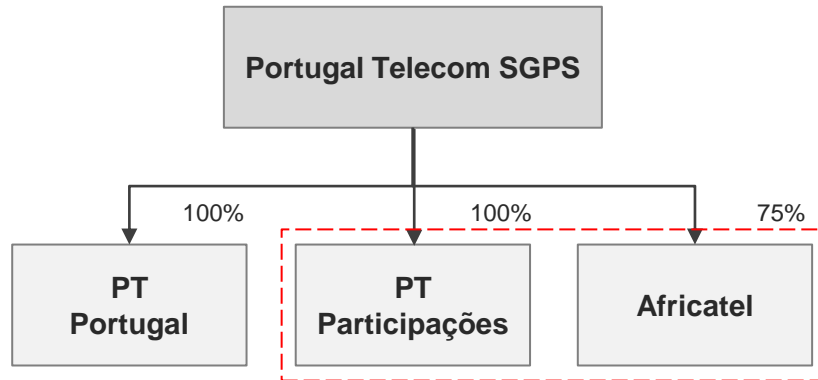 Portugal Telecom SGPS
100%
100%
75%
PT
Portugal
PT
Participações
Africatel